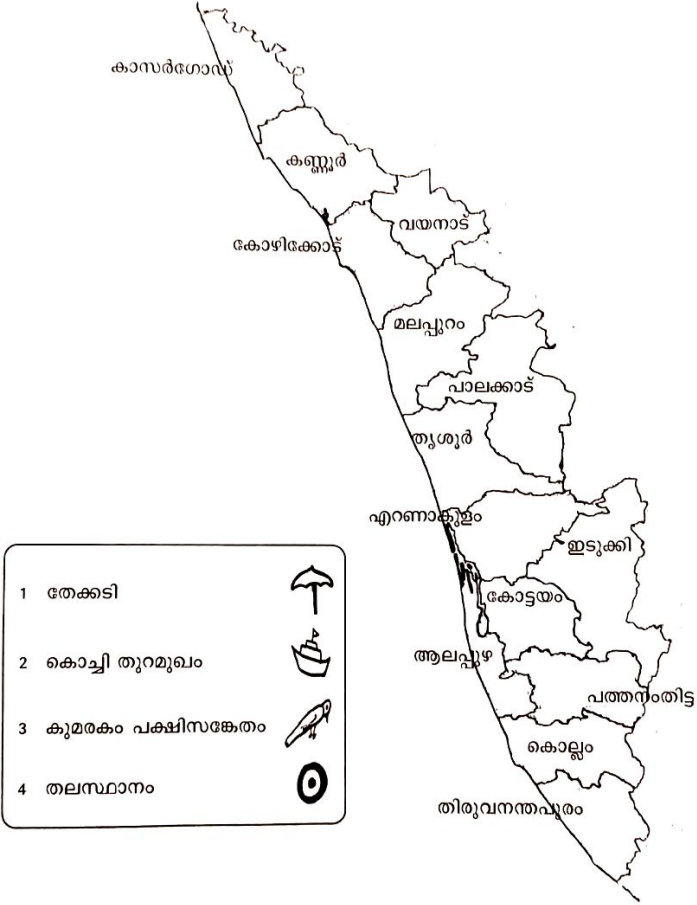 കാസർഗോഡ്
കണ്ണൂർ
വയനാട്
കോഴിക്കോട്
മലപ്പുറം
പാലക്കാട്
തൃശൂർ
എറണാകുളം
ഇടുക്കി
കോട്ടയം
ആലപ്പുഴ
പത്തനംതിട്ട
കൊല്ലം
തിരുവനന്തപുരം
1 തേക്കടി
2 കൊച്ചി തുറമുഖം
3 കുമരകം പക്ഷിസങ്കേതം
4 തലസ്ഥാനം